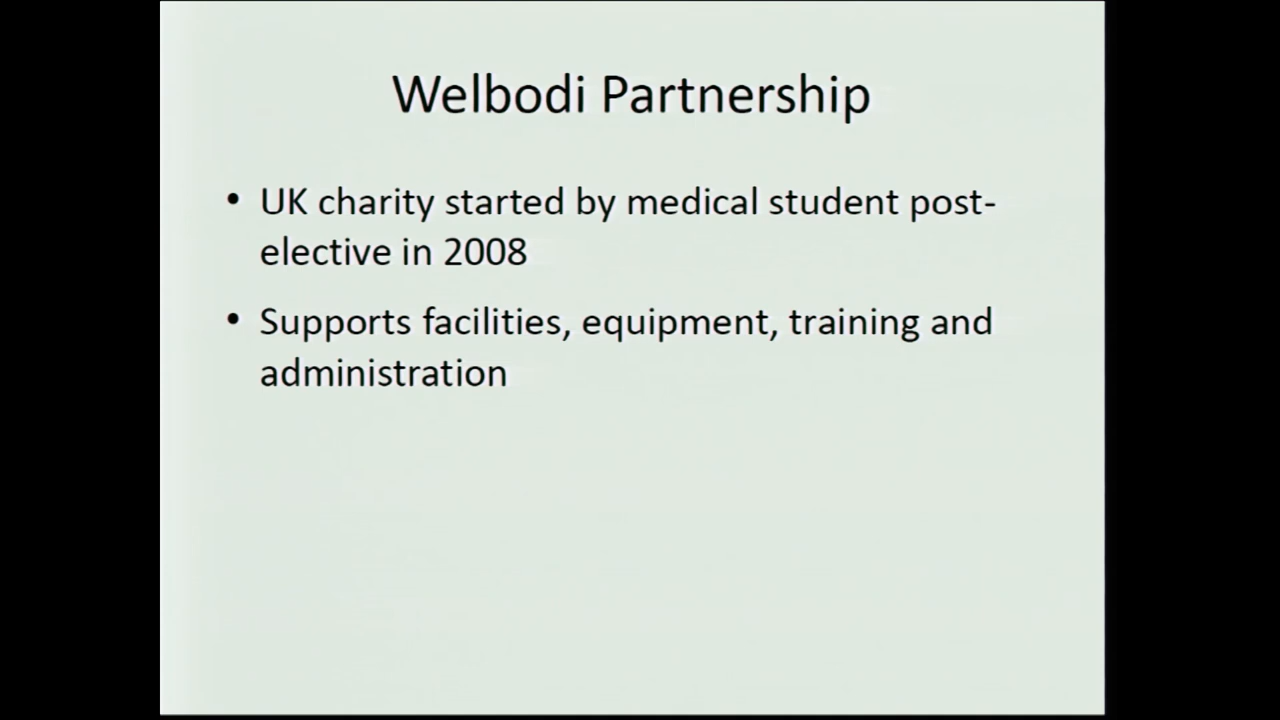 Welbodi Partnership
• UK charity started by medical student post-
elective in 2008
• Supports facilities, equipment, training and
administration